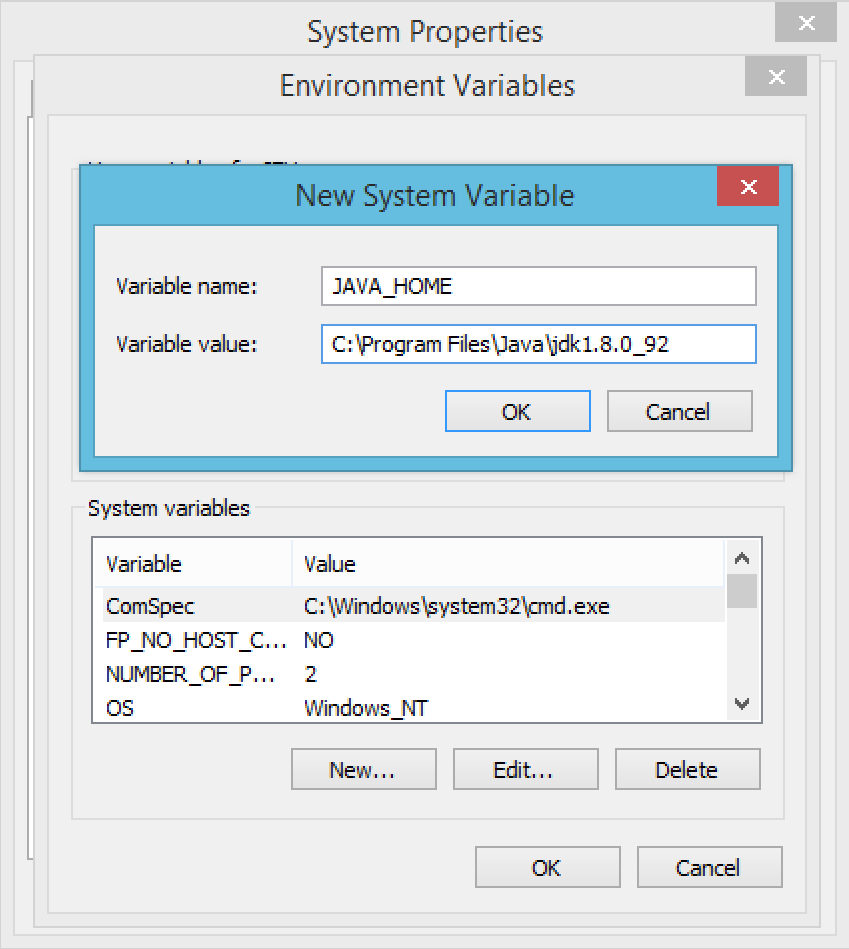 System Properties
Environment Variables
New System Variable
Variable name: JAVA_HOME
Variable value: C:\Program Files\Java\jdk1.8.0_92
OK Cancel
System variables
Variable Value
ComSpec C:\Windows\system32\cmd.exe
FP_NO_HOST_C... NO
NUMBER_OF_P... 2
OS Windows_NT
New... Edit... Delete
OK Cancel